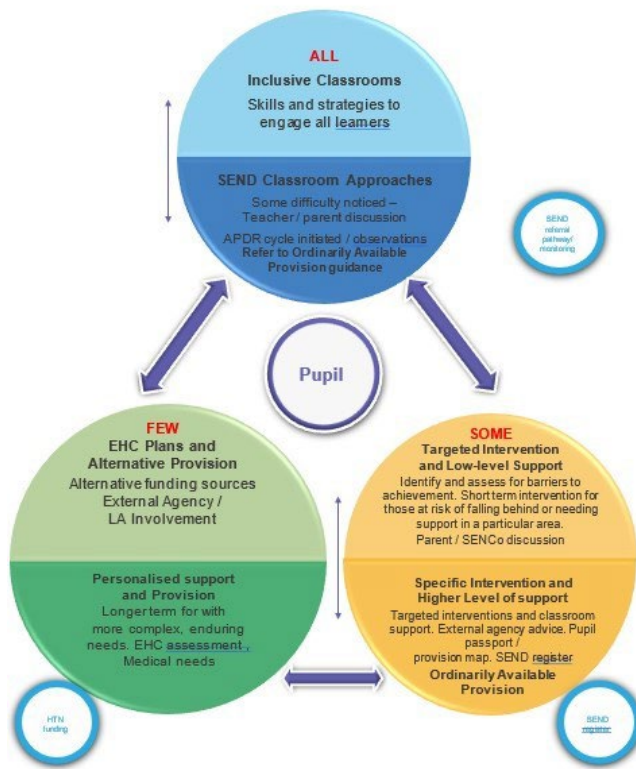 ALL
Inclusive Classrooms
Skills and strategies to
engage all learners
SEND Classroom Approaches
Some difficulty noticed –
Teacher / parent discussion
APDR cycle initiated / observations
Refer to Ordinarily Available
Provision guidance
SEND
referral
pathway/
monitoring
Pupil
FEW
EHC Plans and
Alternative Provision
Alternative funding sources
External Agency /
LA Involvement
Personalised support
and Provision
Longer term for with
more complex, enduring
needs. EHC assessment ,
Medical needs
HTN
funding
SOME
Targeted Intervention
and Low-level Support
Identify and assess for barriers to
achievement. Short term intervention for
those at risk of falling behind or needing
support in a particular area.
Parent / SENCo discussion
Specific Intervention and
Higher Level of support
Targeted interventions and classroom
support. External agency advice. Pupil
passport /
provision map. SEND register
Ordinarily Available
Provision
SEND
register